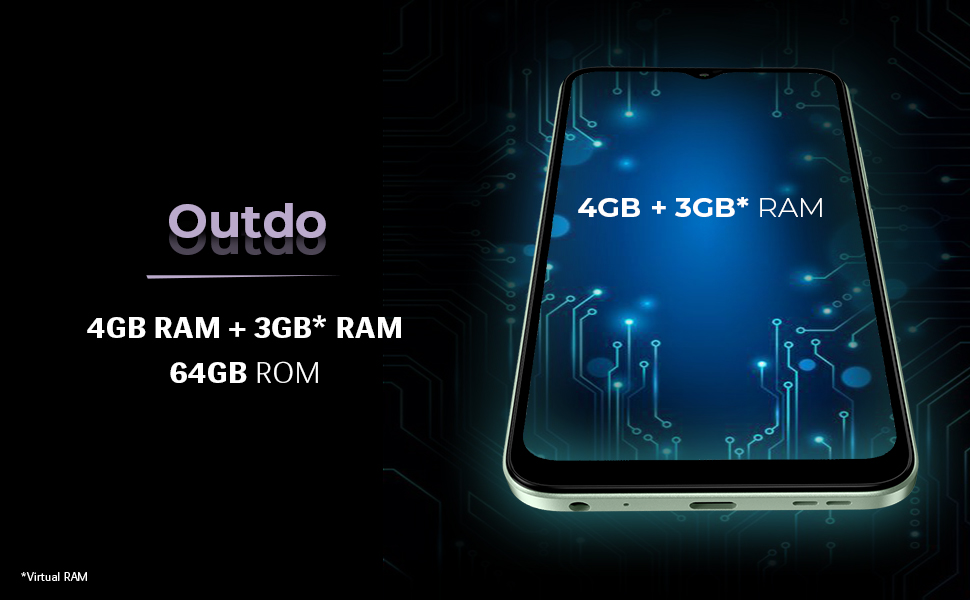 Outdo
4GB RAM + 3GB* RAM
64GB ROM
4GB + 3GB* RAM
*Virtual RAM